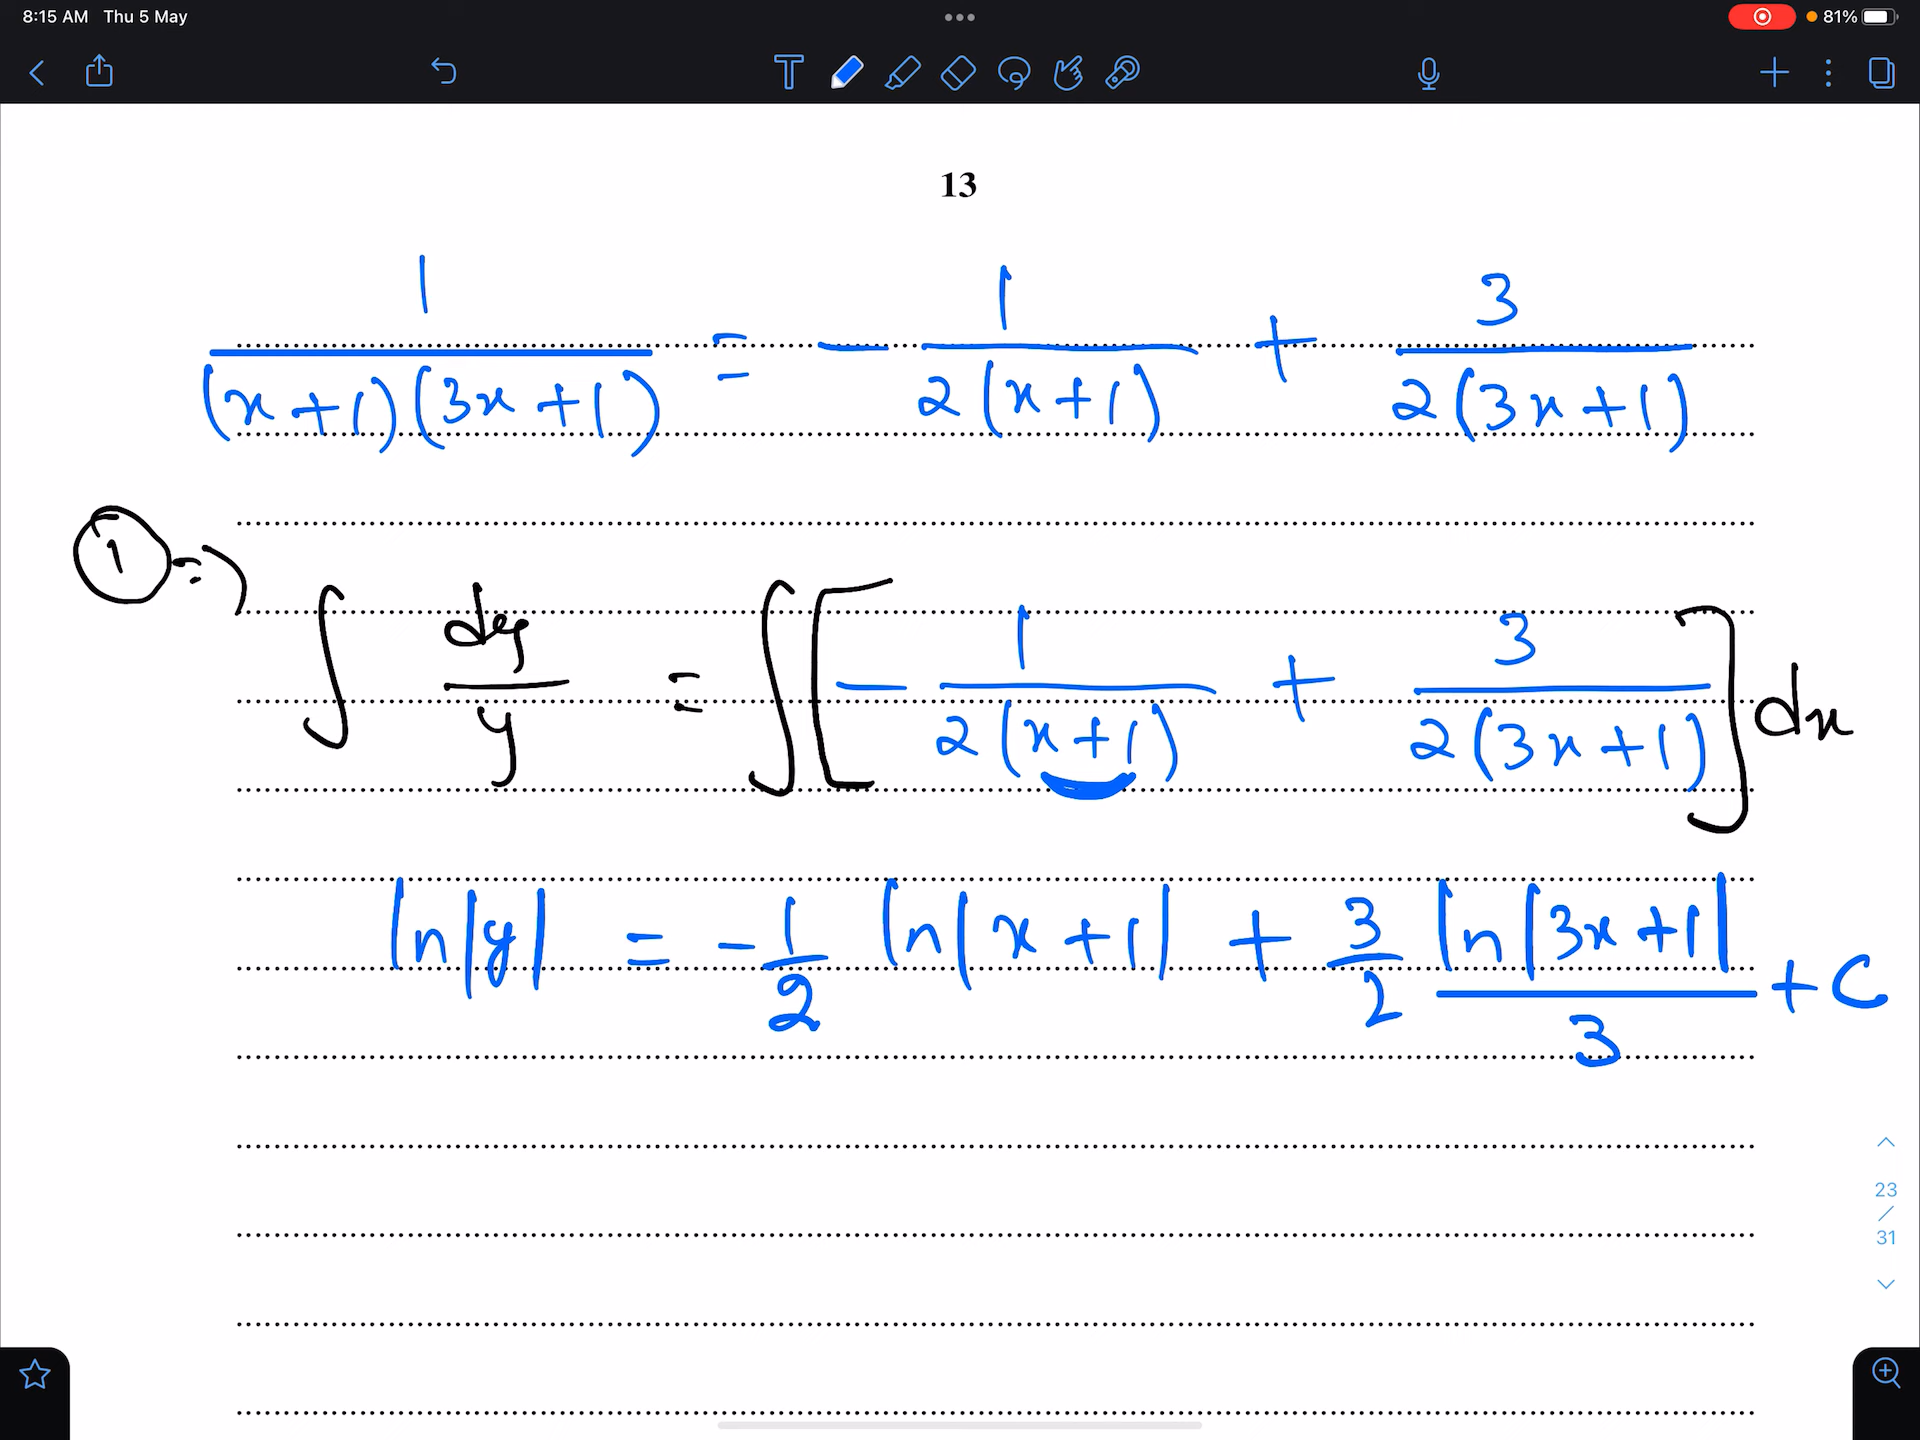 8:15 AM Thu 5 May 81%
13
1/((x+1)(3x+1)) = - 1/(2(x+1)) + 3/(2(3x+1))
① =>
∫ dy/y = ∫ [ - 1/(2(x+1)) + 3/(2(3x+1)) ] dx
ln|y| = -1/2 ln|x+1| + 3/2 ln|3x+1|/3 + C
23
/
31